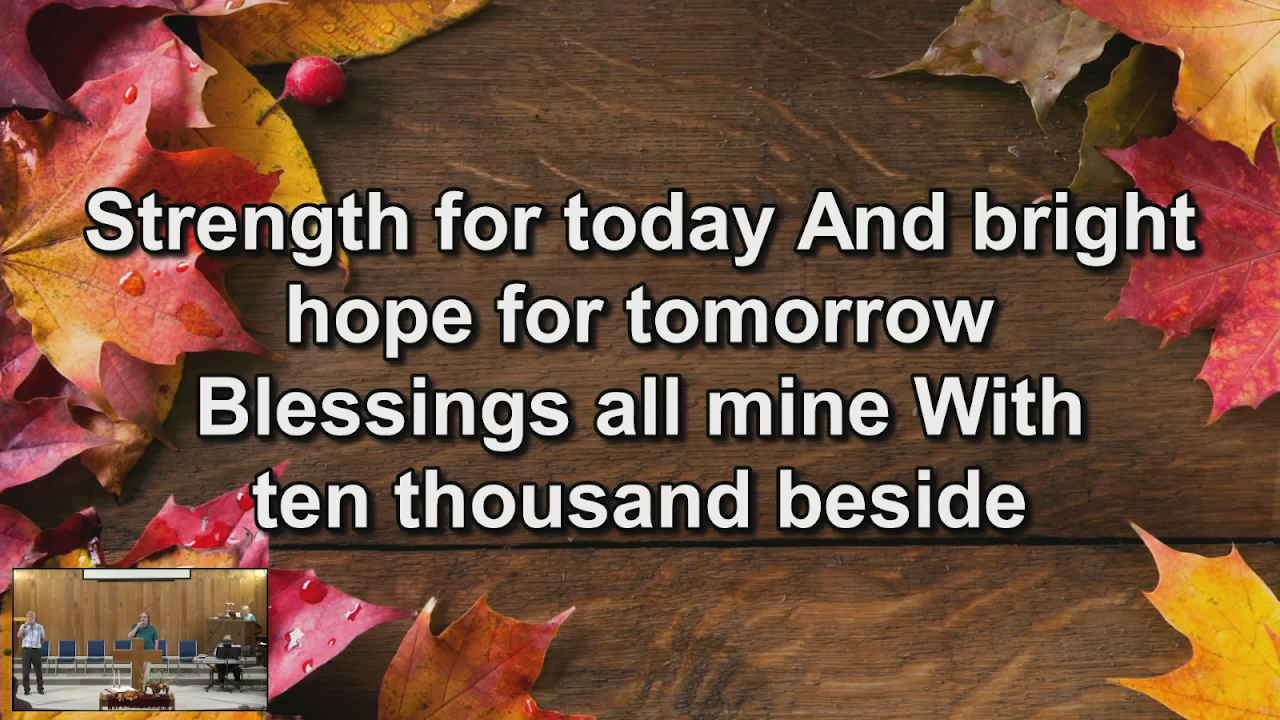 Strength for today And bright
hope for tomorrow
Blessings all mine With
ten thousand beside